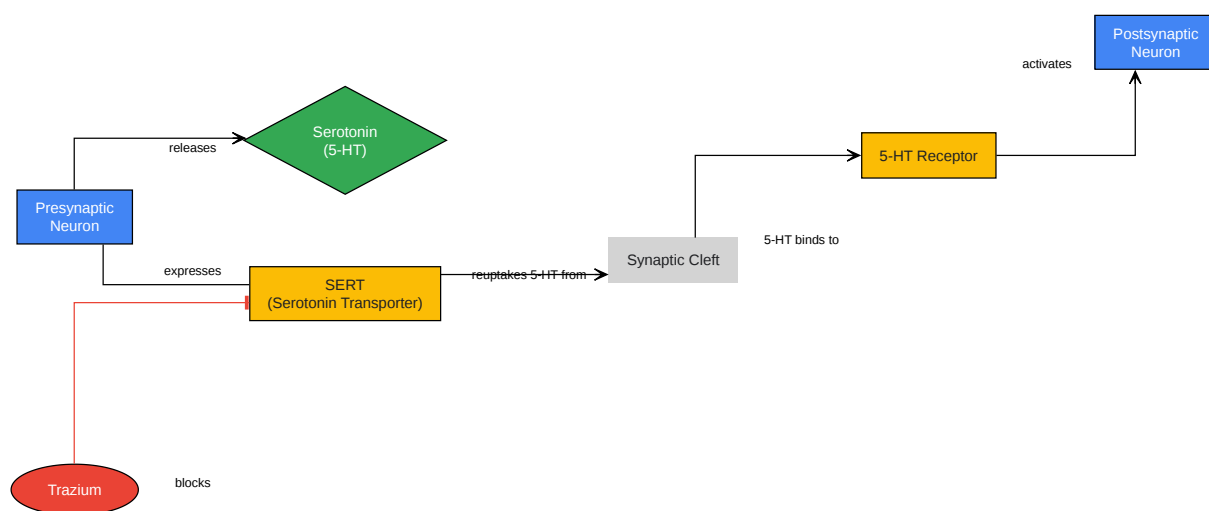 Postsynaptic
Neuron
activates
Serotonin
(5-HT)
releases
5-HT Receptor
Presynaptic
Neuron
5-HT binds to
Synaptic Cleft
expresses
reuptakes 5-HT from
SERT
(Serotonin Transporter)
Trazium
blocks